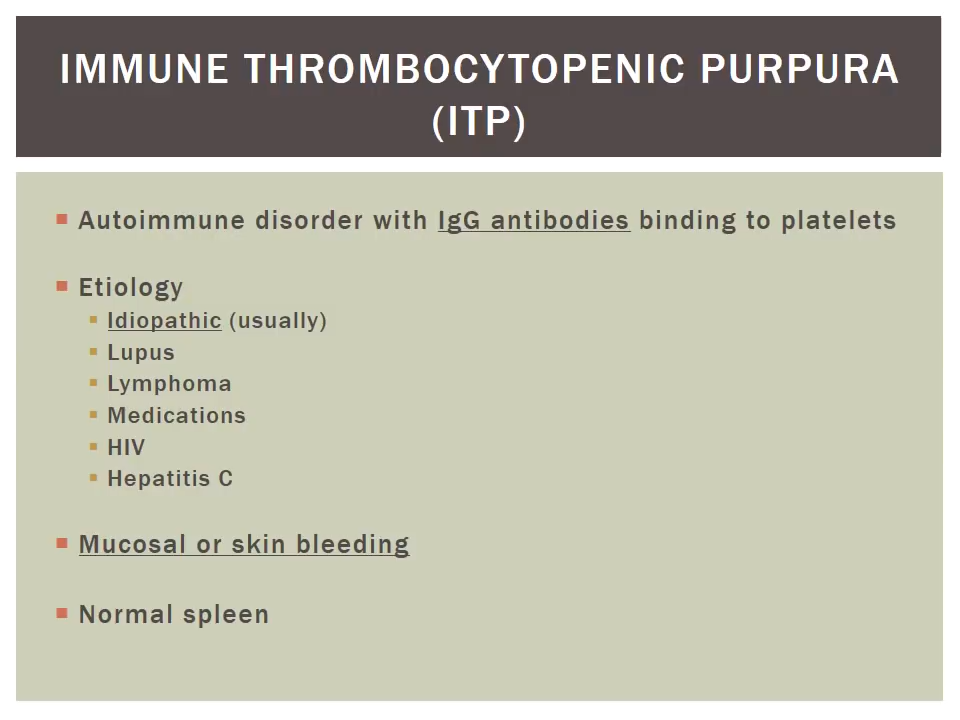 IMMUNE THROMBOCYTOPENIC PURPURA
(ITP)
Autoimmune disorder with IgG antibodies binding to platelets
Etiology
Idiopathic (usually)
Lupus
Lymphoma
Medications
HIV
Hepatitis C
Mucosal or skin bleeding
Normal spleen